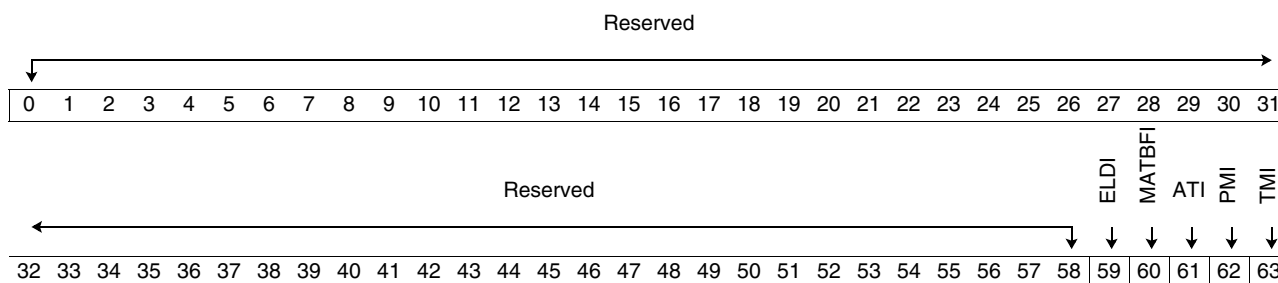 Reserved
0 1 2 3 4 5 6 7 8 9 10 11 12 13 14 15 16 17 18 19 20 21 22 23 24 25 26 27 28 29 30 31
Reserved ELDI MATBFI ATI PMI TMI
32 33 34 35 36 37 38 39 40 41 42 43 44 45 46 47 48 49 50 51 52 53 54 55 56 57 58 59 60 61 62 63